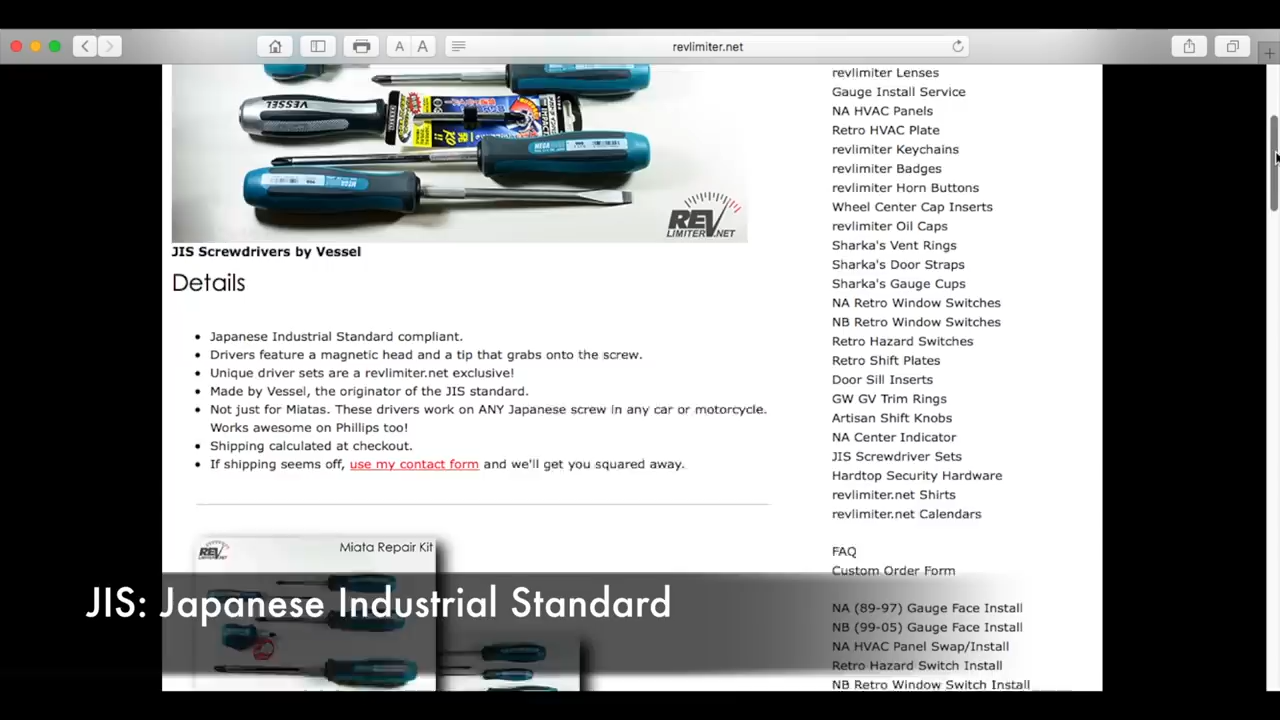 revlimiter.net
VESSEL
MEGA
REV
LIMITER.NET
JIS Screwdrivers by Vessel
Details
Japanese Industrial Standard compliant.
Drivers feature a magnetic head and a tip that grabs onto the screw.
Unique driver sets are a revlimiter.net exclusive!
Made by Vessel, the originator of the JIS standard.
Not just for Miatas. These drivers work on ANY Japanese screw in any car or motorcycle.
Works awesome on Phillips too!
Shipping calculated at checkout.
If shipping seems off, use my contact form and we'll get you squared away.
REV
Miata Repair Kit
JIS: Japanese Industrial Standard
revlimiter Lenses
Gauge Install Service
NA HVAC Panels
Retro HVAC Plate
revlimiter Keychains
revlimiter Badges
revlimiter Horn Buttons
Wheel Center Cap Inserts
revlimiter Oil Caps
Sharka's Vent Rings
Sharka's Door Straps
Sharka's Gauge Cups
NA Retro Window Switches
NB Retro Window Switches
Retro Hazard Switches
Retro Shift Plates
Door Sill Inserts
GW GV Trim Rings
Artisan Shift Knobs
NA Center Indicator
JIS Screwdriver Sets
Hardtop Security Hardware
revlimiter.net Shirts
revlimiter.net Calendars
FAQ
Custom Order Form
NA (89-97) Gauge Face Install
NB (99-05) Gauge Face Install
NA HVAC Panel Swap/Install
Retro Hazard Switch Install
NB Retro Window Switch Install